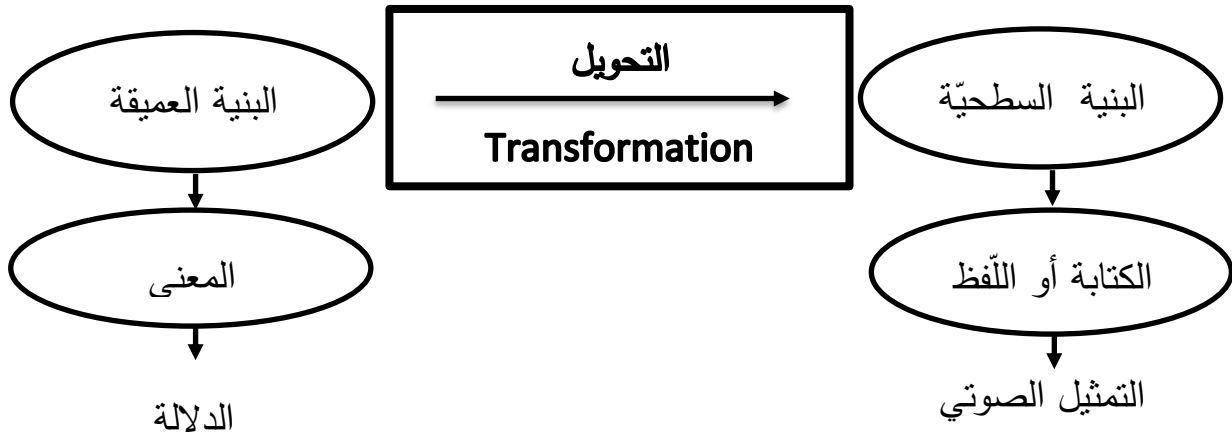 البنية العميقة
التحويل
Transformation
البنية السطحيّة
المعنى
الكتابة أو اللّفظ
الدلالة
التمثيل الصوتي